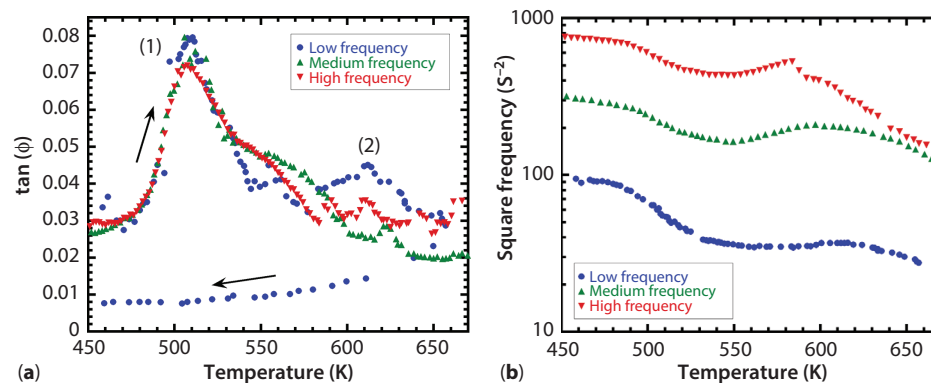 0.08
0.07
0.06
0.05
0.04
0.03
0.02
0.01
0
tan (ϕ)
(1)
(2)
Low frequency
Medium frequency
High frequency
450 500 550 600 650
Temperature (K)
(a)
1000
100
10
Square frequency (S⁻²)
Low frequency
Medium frequency
High frequency
450 500 550 600 650
Temperature (K)
(b)